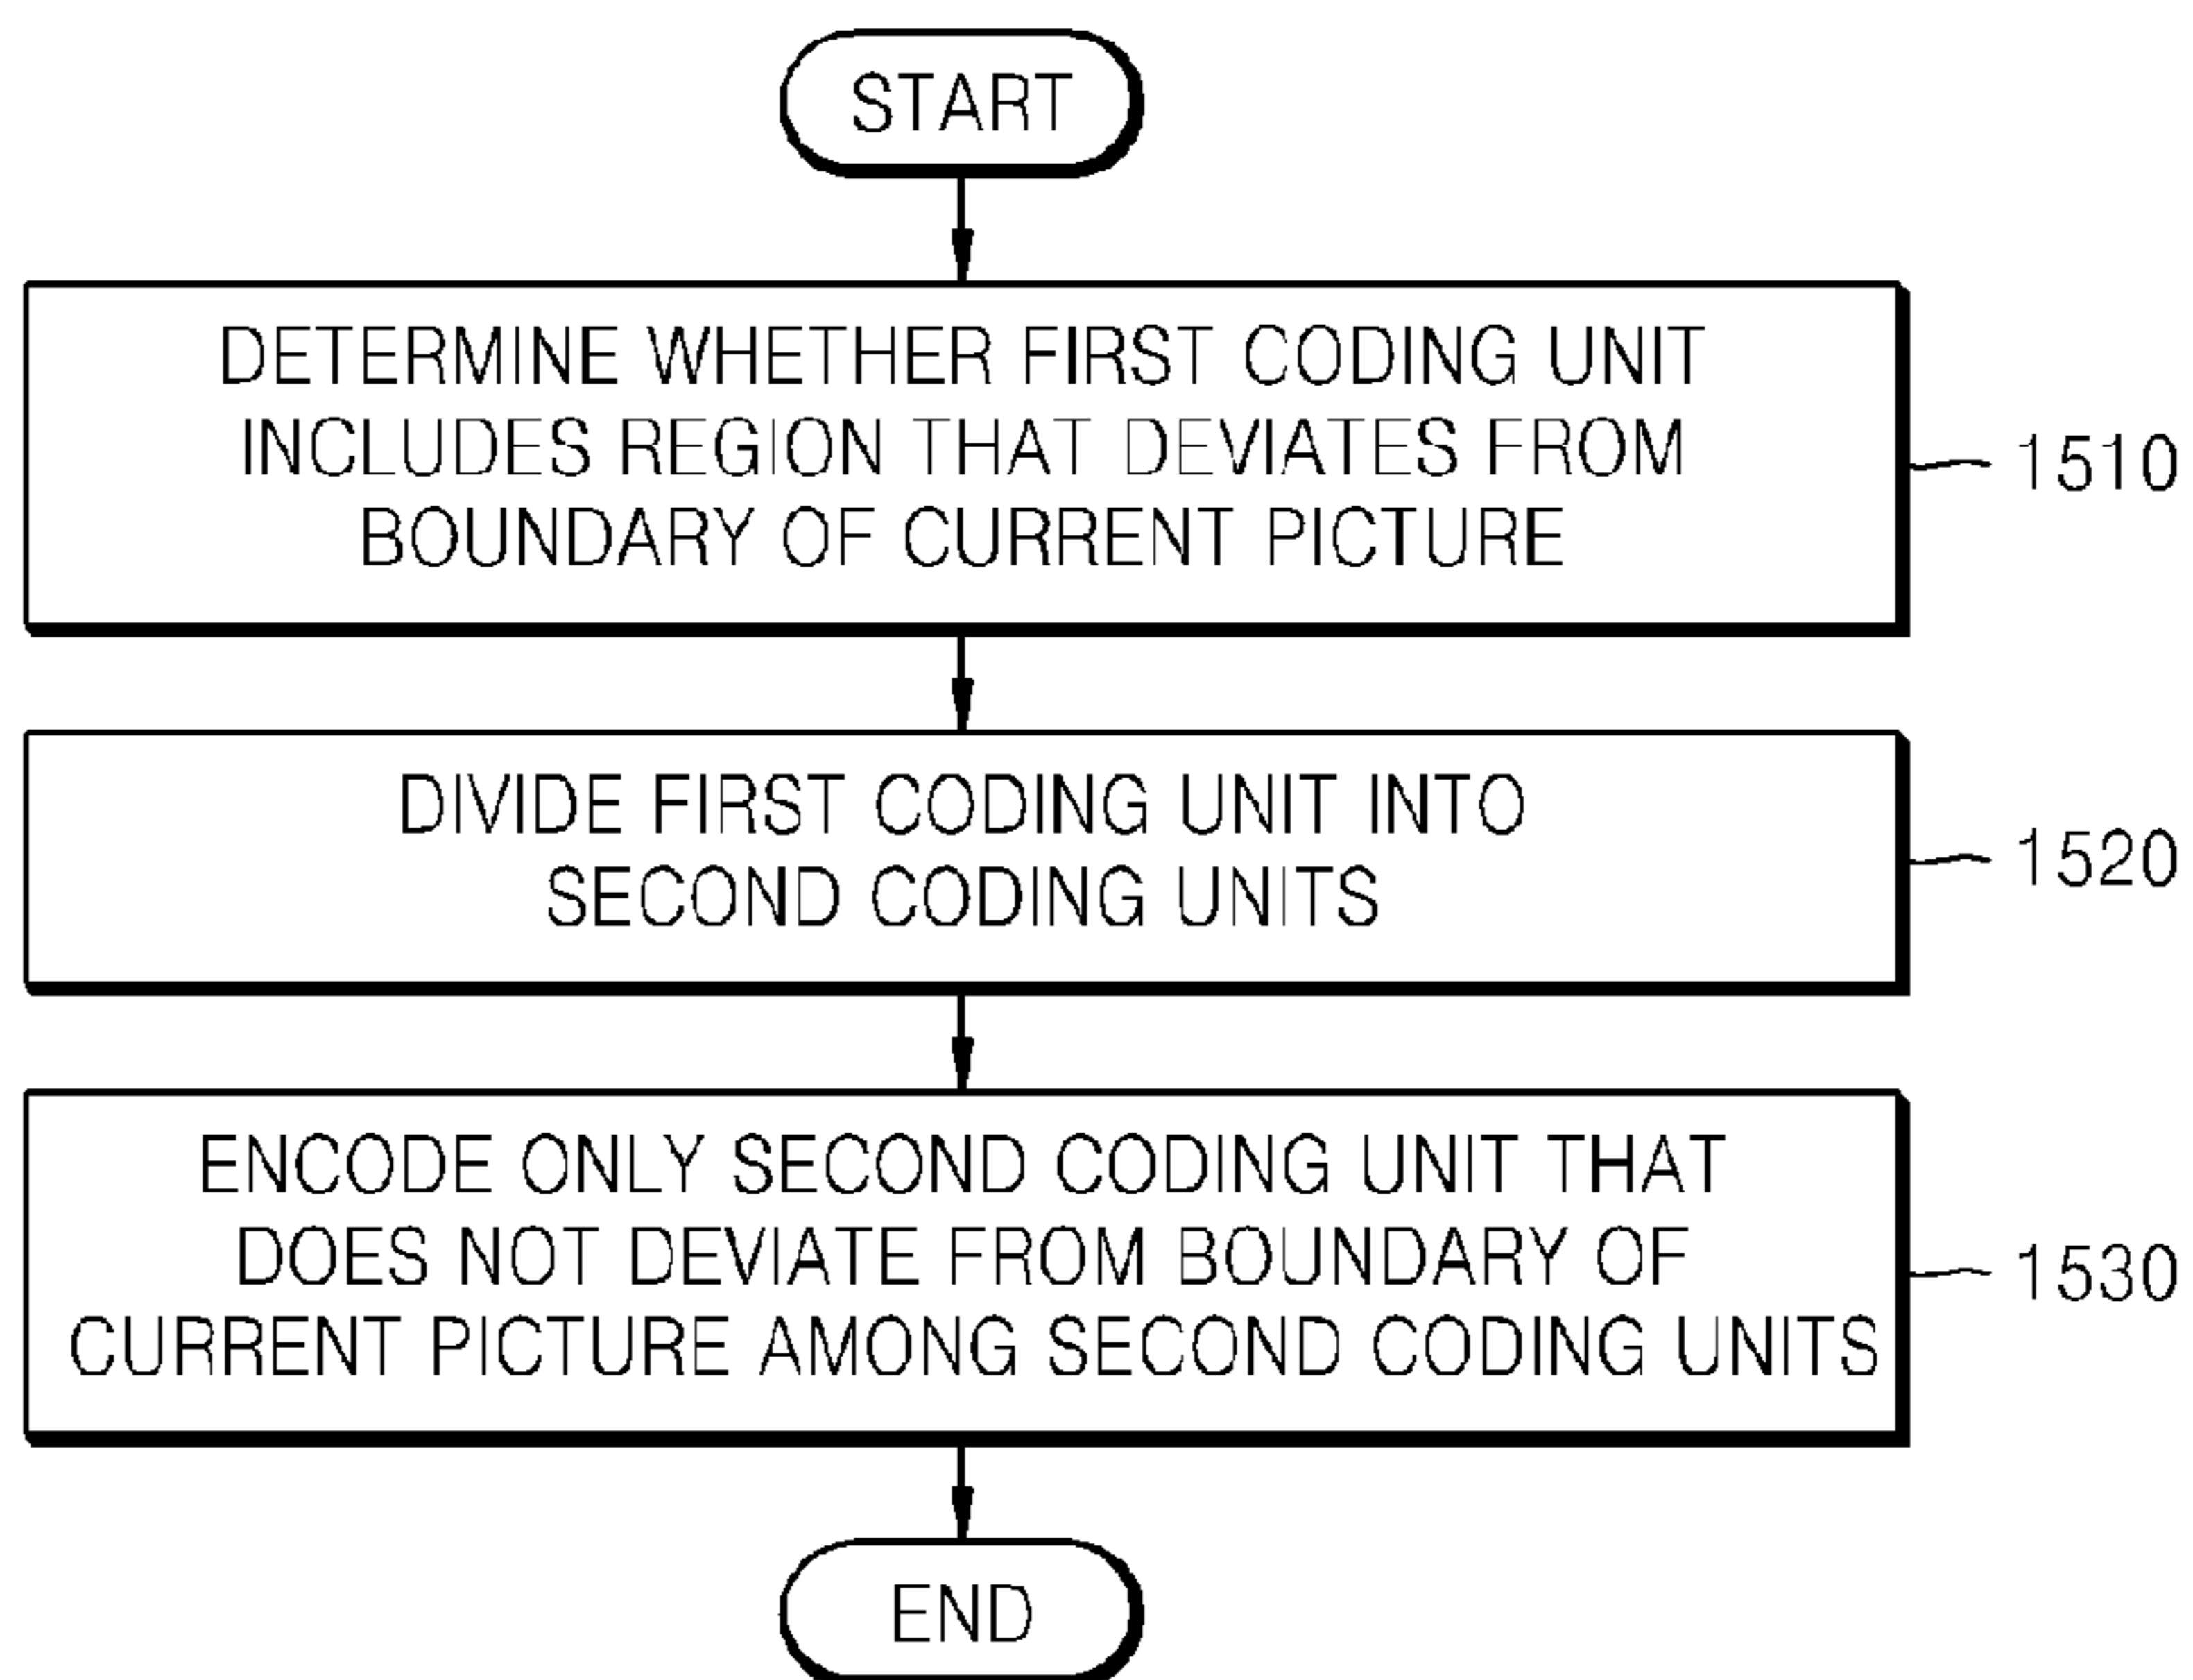 START
DETERMINE WHETHER FIRST CODING UNIT
INCLUDES REGION THAT DEVIATES FROM
BOUNDARY OF CURRENT PICTURE
1510
DIVIDE FIRST CODING UNIT INTO
SECOND CODING UNITS
1520
ENCODE ONLY SECOND CODING UNIT THAT
DOES NOT DEVIATE FROM BOUNDARY OF
CURRENT PICTURE AMONG SECOND CODING UNITS
1530
END